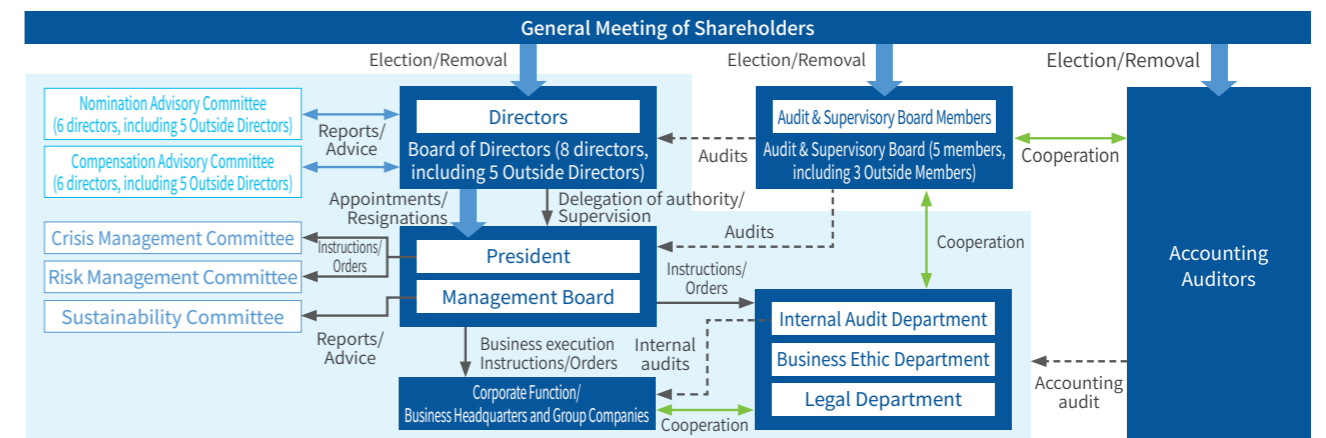 General Meeting of Shareholders
Election/Removal
Election/Removal
Election/Removal
Nomination Advisory Committee
(6 directors, including 5 Outside Directors)
Reports/
Advice
Compensation Advisory Committee
(6 directors, including 5 Outside Directors)
Directors
Board of Directors (8 directors,
including 5 Outside Directors)
Audits
Audit & Supervisory Board Members
Audit & Supervisory Board (5 members,
including 3 Outside Members)
Cooperation
Accounting
Auditors
Appointments/
Resignations
Delegation of authority/
Supervision
Audits
Cooperation
Crisis Management Committee
Risk Management Committee
Instructions/
Orders
Sustainability Committee
Reports/
Advice
President
Management Board
Instructions/
Orders
Business execution
Instructions/Orders
Internal
audits
Internal Audit Department
Business Ethic Department
Legal Department
Accounting
audit
Corporate Function/
Business Headquarters and Group Companies
Cooperation